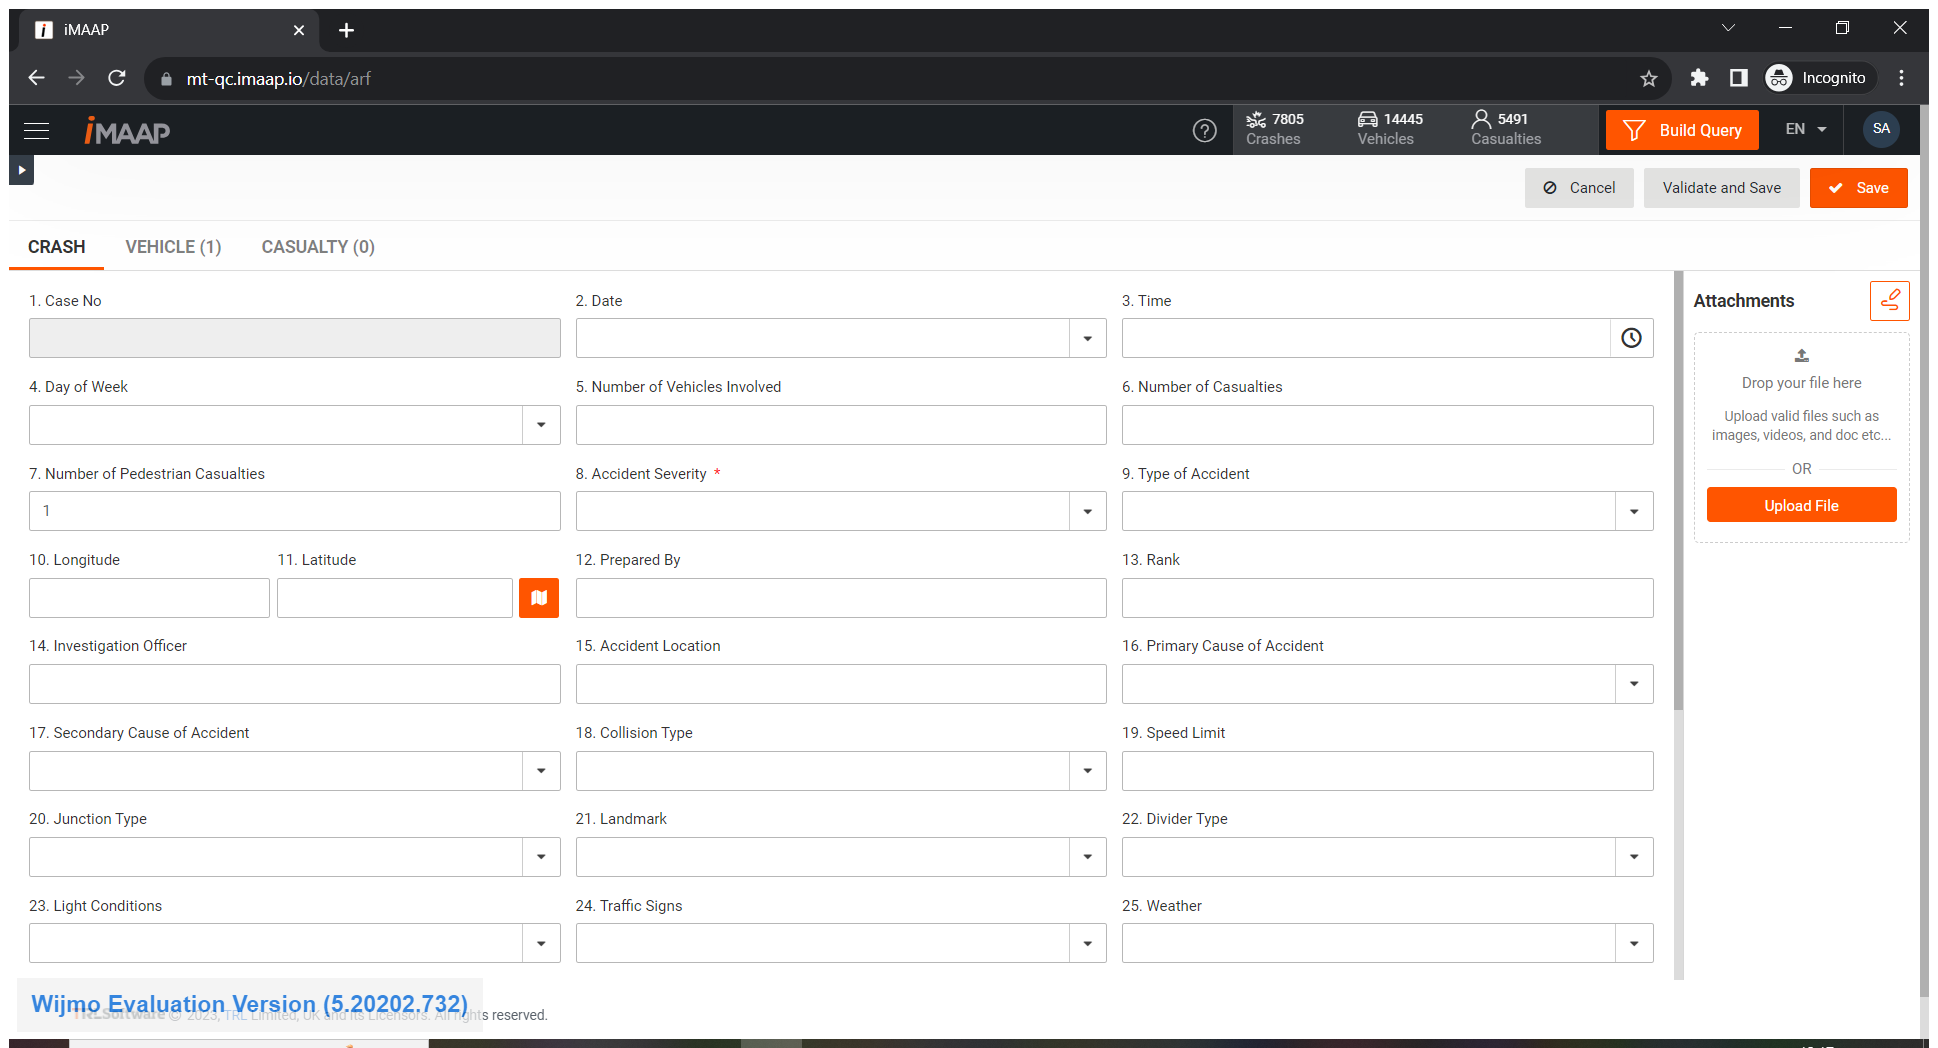 iMAAP
mt-qc.imaap.io/data/arf
Incognito
iMAAP
7805
Crashes
14445
Vehicles
5491
Casualties
Build Query
EN
SA
Cancel
Validate and Save
Save
CRASH
VEHICLE (1)
CASUALTY (0)
1. Case No
2. Date
3. Time
4. Day of Week
5. Number of Vehicles Involved
6. Number of Casualties
7. Number of Pedestrian Casualties
1
8. Accident Severity *
9. Type of Accident
10. Longitude
11. Latitude
12. Prepared By
13. Rank
14. Investigation Officer
15. Accident Location
16. Primary Cause of Accident
17. Secondary Cause of Accident
18. Collision Type
19. Speed Limit
20. Junction Type
21. Landmark
22. Divider Type
23. Light Conditions
24. Traffic Signs
25. Weather
Attachments
Drop your file here
Upload valid files such as
images, videos, and doc etc...
OR
Upload File
Wijmo Evaluation Version (5.20202.732)
TRLSoftware © 2023, TRL Limited, UK and its Licensors. All rights reserved.